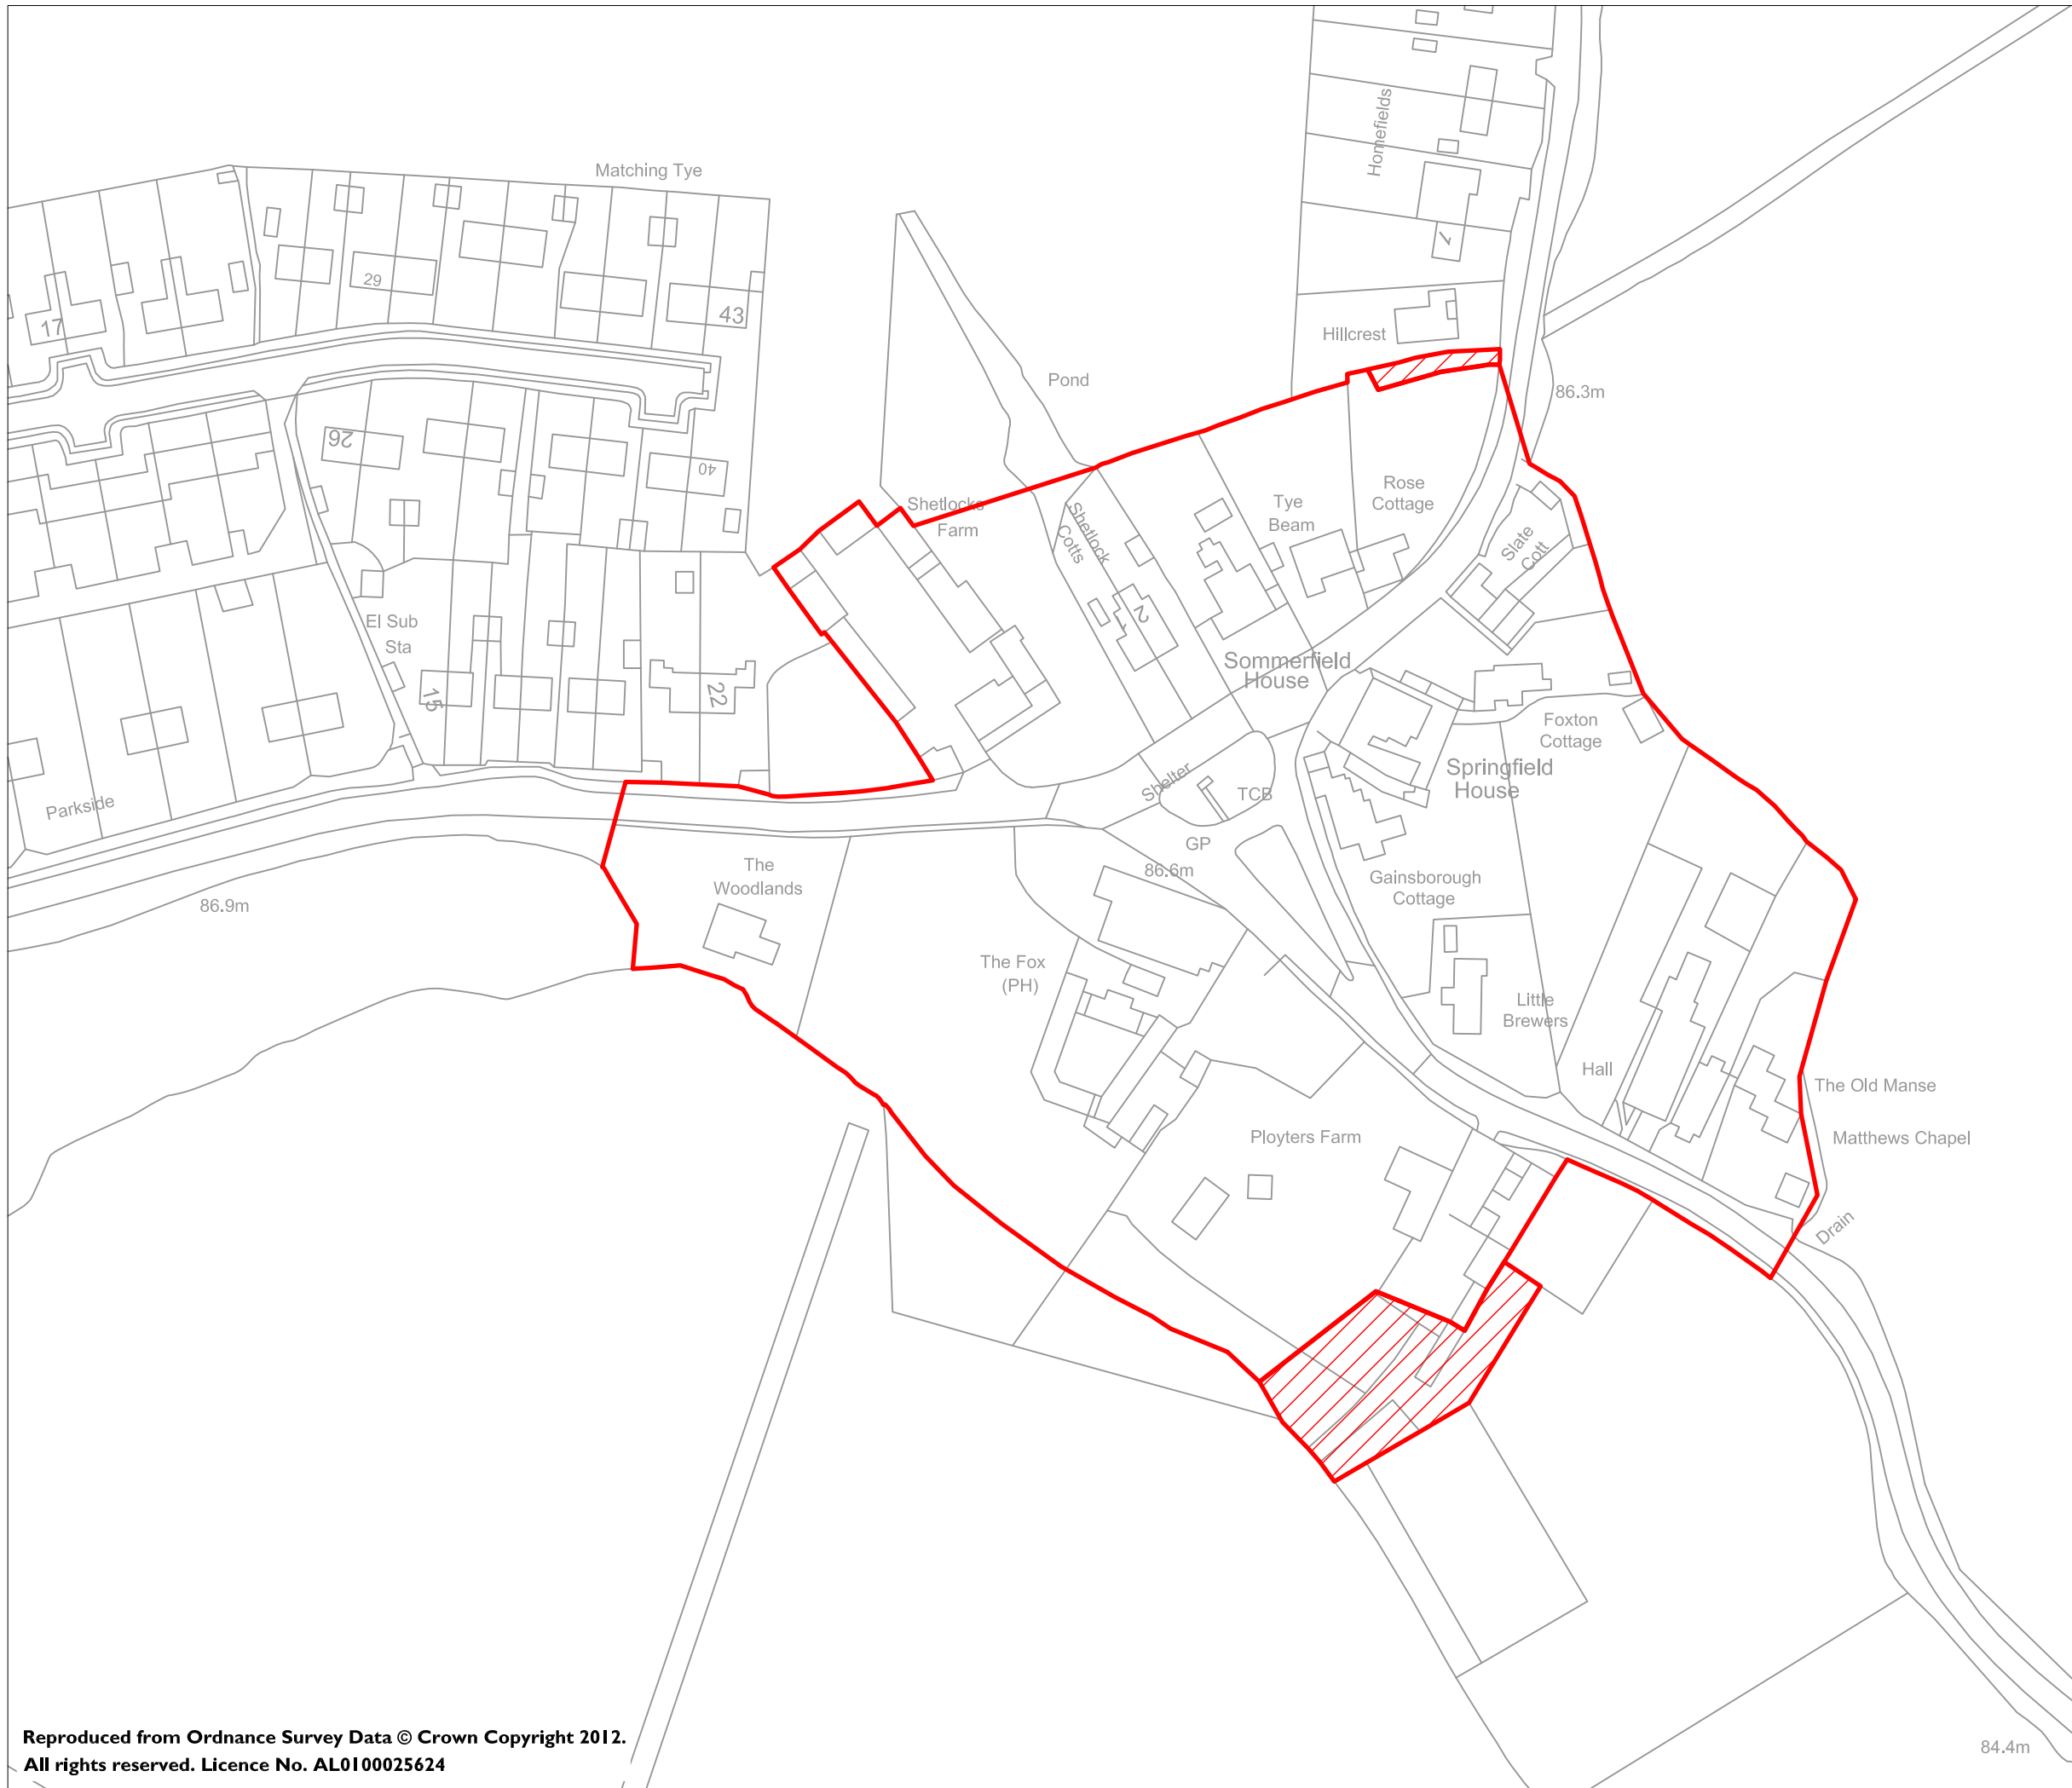 Matching Tye
Homefields
29
17
43
7
Hillcrest
Pond
86.3m
26
40
Shetlocks
Farm
Rose
Cottage
Tye
Beam
Shetlock
Cotts
Slate
Cott
2
El Sub
Sta
15
22
Sommerfield
House
Foxton
Cottage
Springfield
House
Shelter
TCB
Parkside
GP
86.6m
The
Woodlands
Gainsborough
Cottage
86.9m
The Fox
(PH)
Little
Brewers
Hall
The Old Manse
Ployters Farm
Matthews Chapel
Drain
Reproduced from Ordnance Survey Data © Crown Copyright 2012.
All rights reserved. Licence No. AL0100025624
84.4m